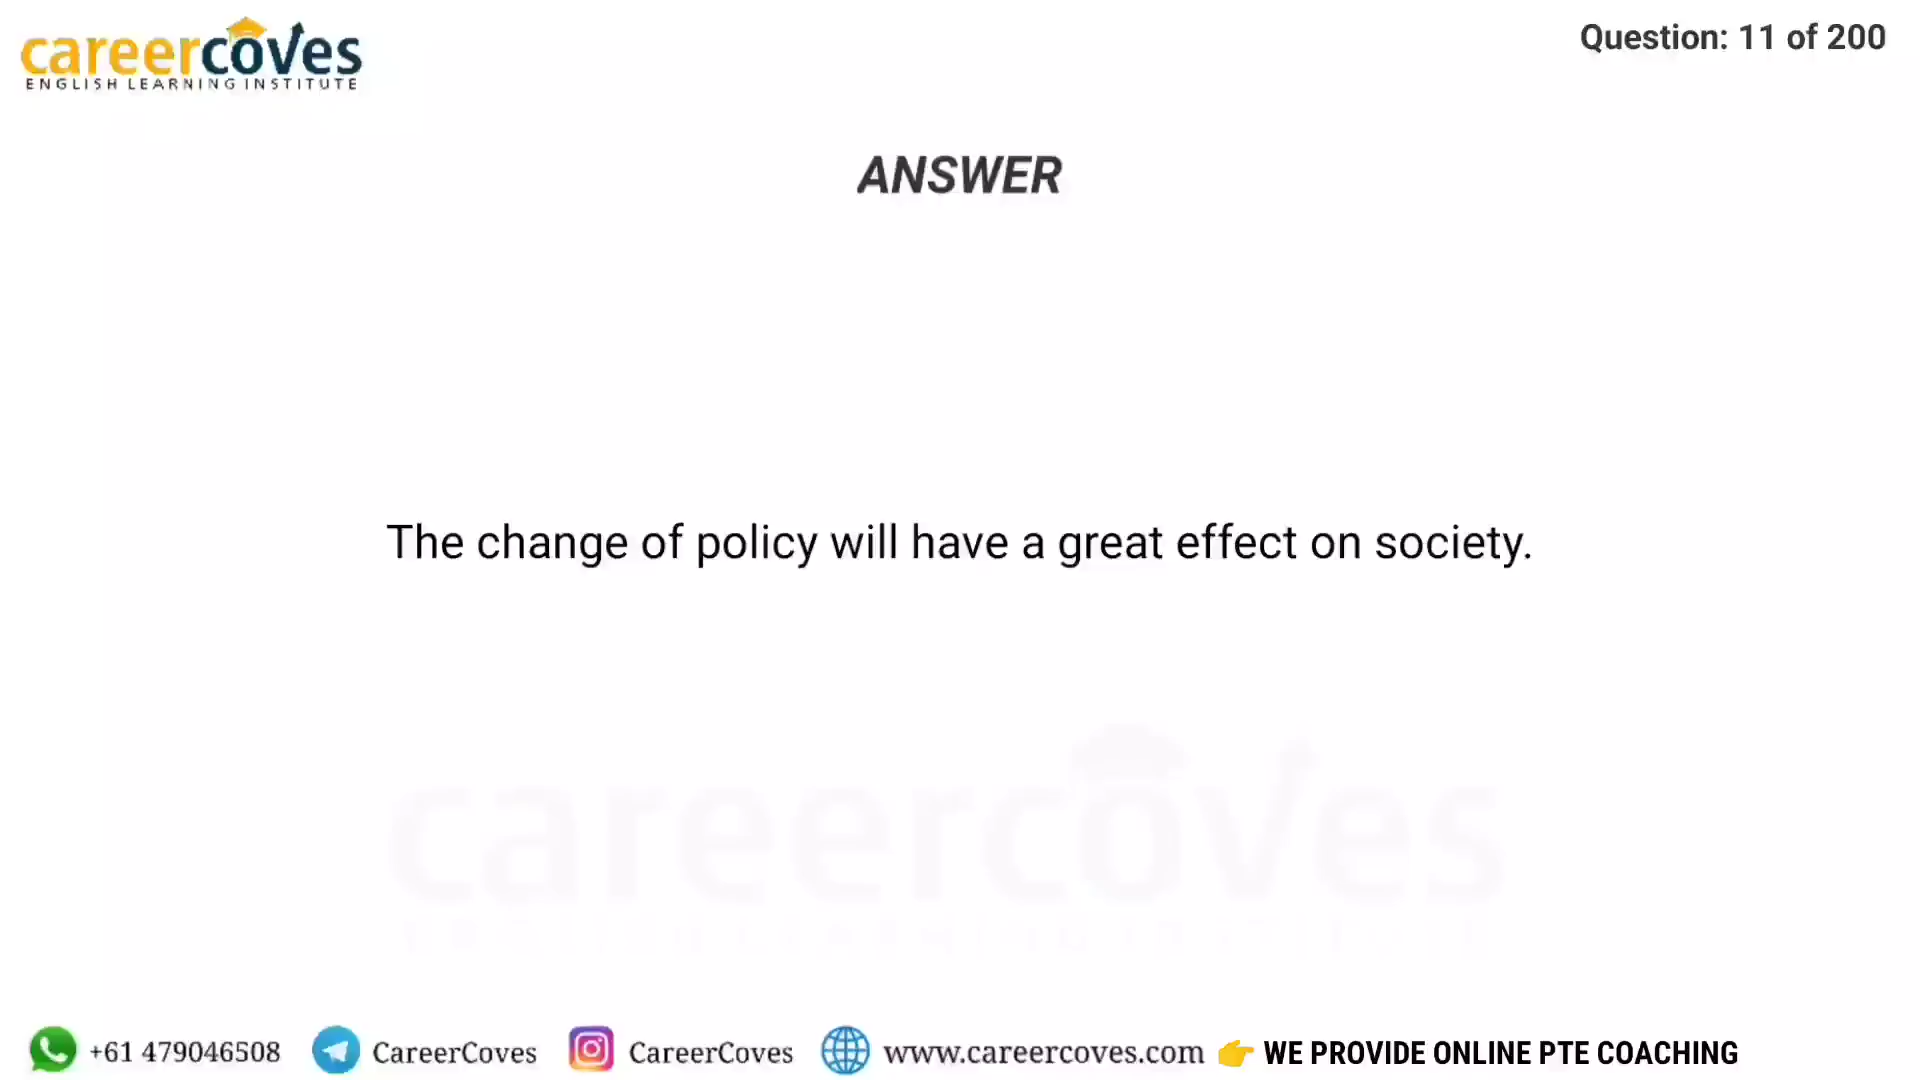 careercoves
ENGLISH LEARNING INSTITUTE
Question: 11 of 200
ANSWER
The change of policy will have a great effect on society.
careercoves
+61 479046508 CareerCoves CareerCoves www.careercoves.com 👉 WE PROVIDE ONLINE PTE COACHING